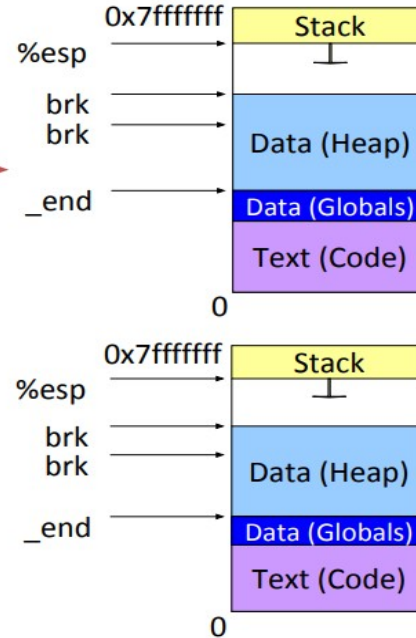 0x7fffffff
Stack
%esp
brk
brk
Data (Heap)
_end
Data (Globals)
Text (Code)
0
0x7fffffff
Stack
%esp
brk
brk
Data (Heap)
_end
Data (Globals)
Text (Code)
0